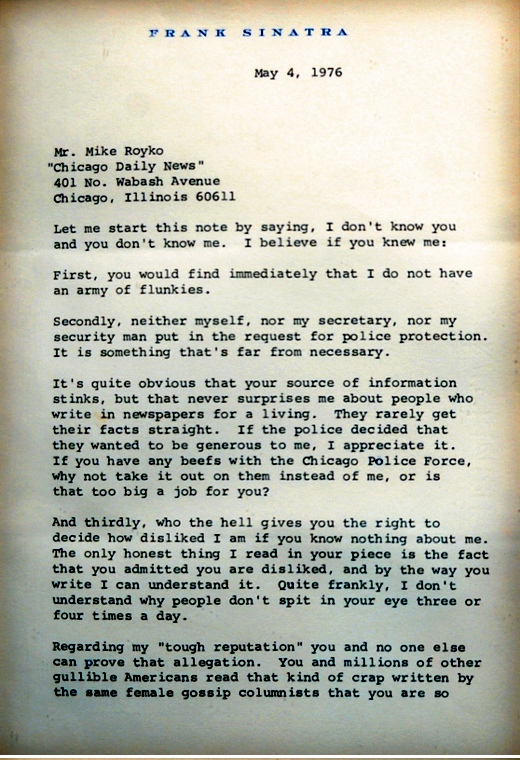 FRANK SINATRA
May 4, 1976
Mr. Mike Royko
"Chicago Daily News"
401 No. Wabash Avenue
Chicago, Illinois 60611
Let me start this note by saying, I don't know you
and you don't know me.  I believe if you knew me:
First, you would find immediately that I do not have
an army of flunkies.
Secondly, neither myself, nor my secretary, nor my
security man put in the request for police protection.
It is something that's far from necessary.
It's quite obvious that your source of information
stinks, but that never surprises me about people who
write in newspapers for a living.  They rarely get
their facts straight.  If the police decided that
they wanted to be generous to me, I appreciate it.
If you have any beefs with the Chicago Police Force,
why not take it out on them instead of me, or is
that too big a job for you?
And thirdly, who the hell gives you the right to
decide how disliked I am if you know nothing about me.
The only honest thing I read in your piece is the fact
that you admitted you are disliked, and by the way you
write I can understand it.  Quite frankly, I don't
understand why people don't spit in your eye three or
four times a day.
Regarding my "tough reputation" you and no one else
can prove that allegation.  You and millions of other
gullible Americans read that kind of crap written by
the same female gossip columnists that you are so